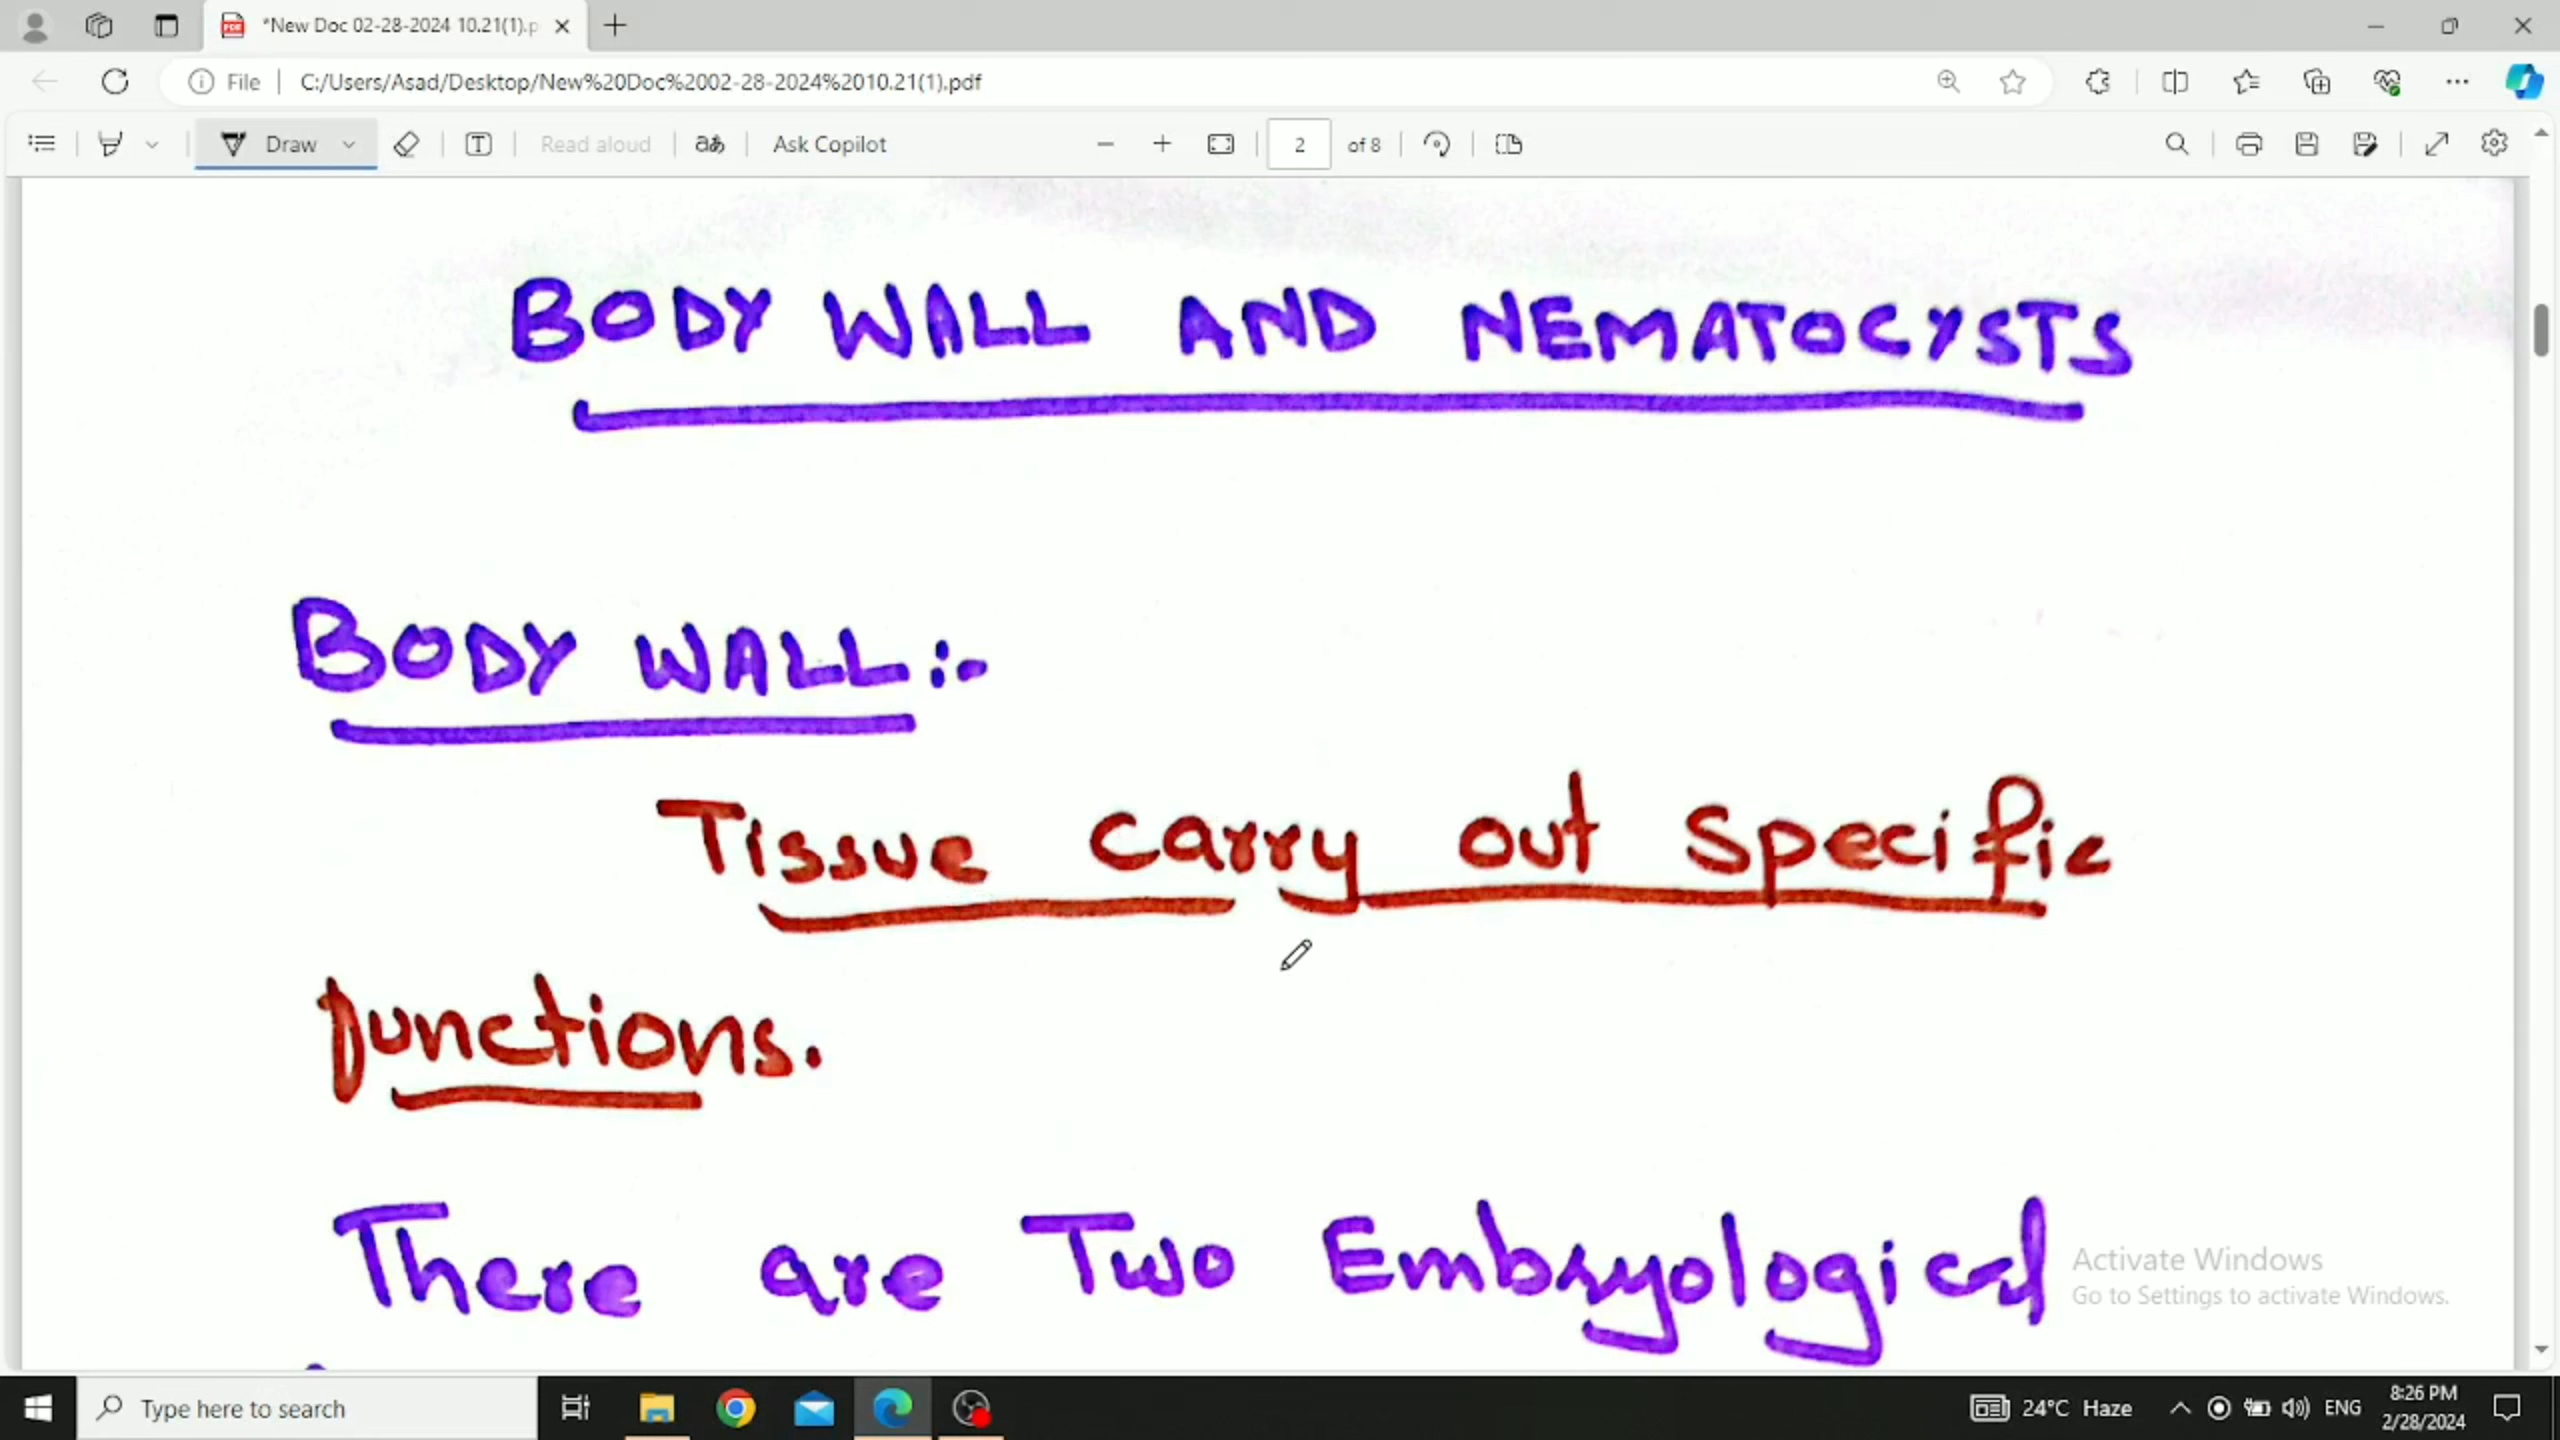 *New Doc 02-28-2024 10.21(1).p
File
C:/Users/Asad/Desktop/New%20Doc%2002-28-2024%2010.21(1).pdf
Draw
Read aloud
aあ
Ask Copilot
2 of 8
BODY WALL AND NEMATOCYSTS
BODY WALL:-
Tissue carry out specific
functions.
There are Two Embryological
Activate Windows
Go to Settings to activate Windows.
Type here to search
24°C Haze
ENG
8:26 PM
2/28/2024